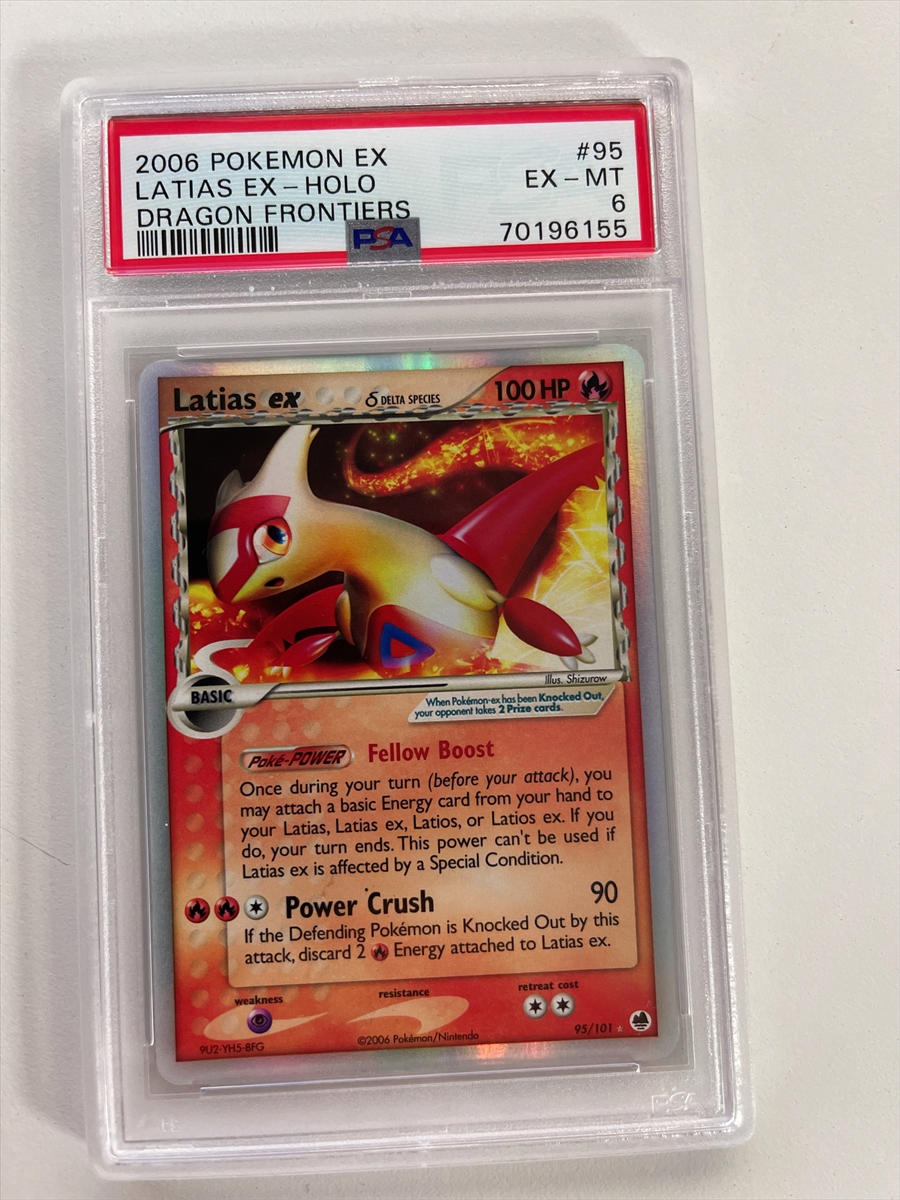 2006 POKEMON EX #95
LATIAS EX – HOLO EX – MT
DRAGON FRONTIERS 6
PSA 70196155
Latias ex δ DELTA SPECIES 100 HP
Illus. Shizurow
BASIC
When Pokémon-ex has been Knocked Out,
your opponent takes 2 Prize cards.
Poké-POWER Fellow Boost
Once during your turn (before your attack), you
may attach a basic Energy card from your hand to
your Latias, Latias ex, Latios, or Latios ex. If you
do, your turn ends. This power can't be used if
Latias ex is affected by a Special Condition.
Power Crush 90
If the Defending Pokémon is Knocked Out by this
attack, discard 2 Energy attached to Latias ex.
weakness resistance retreat cost
95/101
9U2-YH5-8FG ©2006 Pokémon/Nintendo
PSA